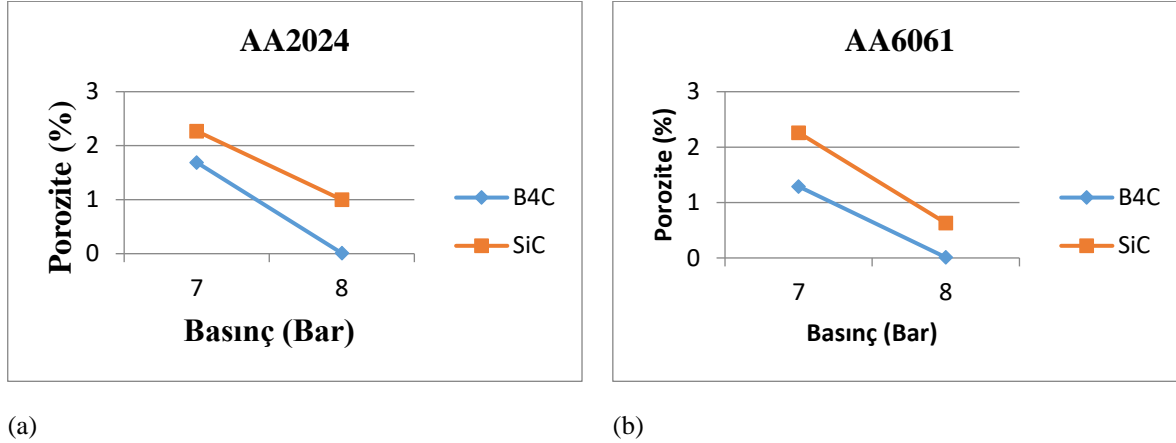 AA2024
Porozite (%)
3
2
1
0
7 8
Basınç (Bar)
B4C
SiC
(a)
AA6061
Porozite (%)
3
2
1
0
7 8
Basınç (Bar)
B4C
SiC
(b)